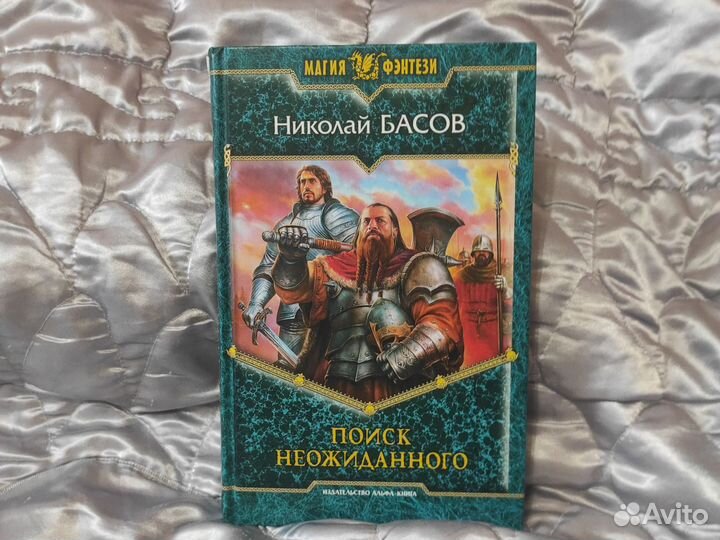 МАГИЯ ФЭНТЕЗИ
Николай БАСОВ
ПОИСК
НЕОЖИДАННОГО
ИЗДАТЕЛЬСТВО АЛЬФА-КНИГА
Avito